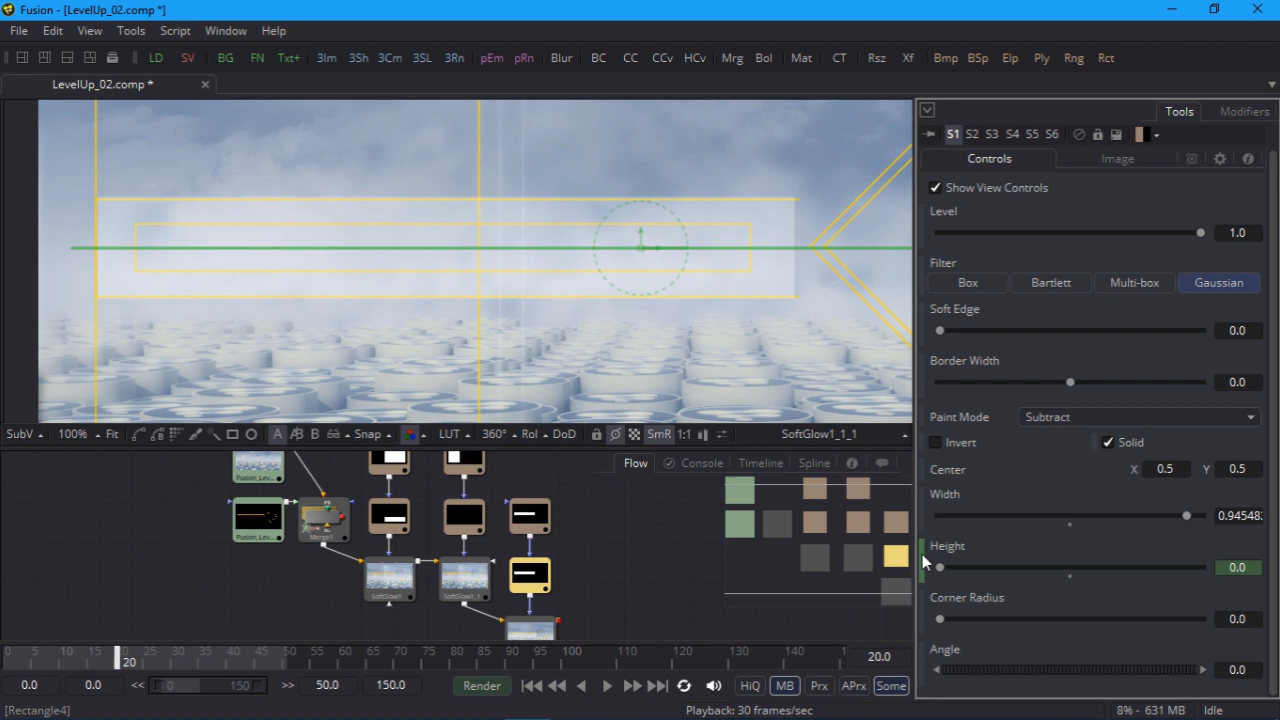 Fusion - [LevelUp_02.comp *]
File Edit View Tools Script Window Help
LD SV BG FN Txt+ 3Im 3Sh 3Cm 3SL 3Rn pEm pRn Blur BC CC CCv HCv Mrg Bol Mat CT Rsz Xf Bmp BSp Elp Ply Rng Rct
LevelUp_02.comp *
Tools Modifiers
S1 S2 S3 S4 S5 S6
Controls Image
Show View Controls
Level
1.0
Filter
Box Bartlett Multi-box Gaussian
Soft Edge
0.0
Border Width
0.0
Paint Mode Subtract
Invert Solid
Center X 0.5 Y 0.5
Width
0.94548
Height
0.0
Corner Radius
0.0
Angle
0.0
SubV 100% Fit A A|B B Snap LUT 360° RoI DoD SmR 1:1 SoftGlow1_1_1
Flow Console Timeline Spline
Fusion_Lev...
Fusion_Lev... Merge1
SoftGlow1 SoftGlow1_1
0 5 10 15 20 25 30 35 40 45 50 55 60 65 70 75 80 85 90 95 100 110 120 130 140 20.0
0.0 0.0 << 0 150 >> 50.0 150.0 Render HiQ MB Prx APrx Some
[Rectangle4] Playback: 30 frames/sec 8% - 631 MB Idle